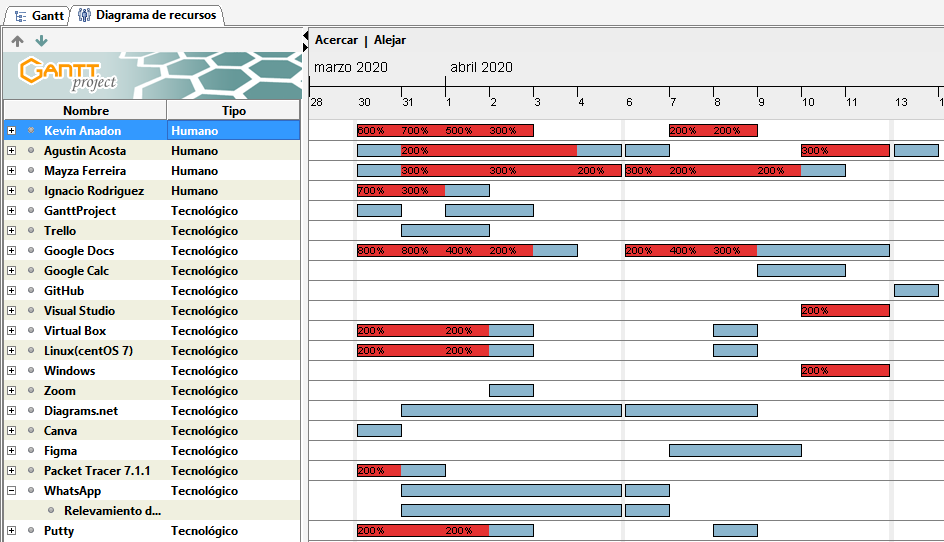 Gantt Diagrama de recursos
Acercar | Alejar
GANTT project
marzo 2020 abril 2020
Nombre Tipo 28 30 31 1 2 3 4 6 7 8 9 10 11 13 1
Kevin Anadon Humano 600% 700% 500% 300% 200% 200%
Agustin Acosta Humano 200% 300%
Mayza Ferreira Humano 300% 300% 200% 300% 200% 200%
Ignacio Rodriguez Humano 700% 300%
GanttProject Tecnológico
Trello Tecnológico
Google Docs Tecnológico 800% 800% 400% 200% 200% 400% 300%
Google Calc Tecnológico
GitHub Tecnológico
Visual Studio Tecnológico 200%
Virtual Box Tecnológico 200% 200%
Linux(centOS 7) Tecnológico 200% 200%
Windows Tecnológico 200%
Zoom Tecnológico
Diagrams.net Tecnológico
Canva Tecnológico
Figma Tecnológico
Packet Tracer 7.1.1 Tecnológico 200%
WhatsApp Tecnológico
Relevamiento d...
Putty Tecnológico 200% 200%